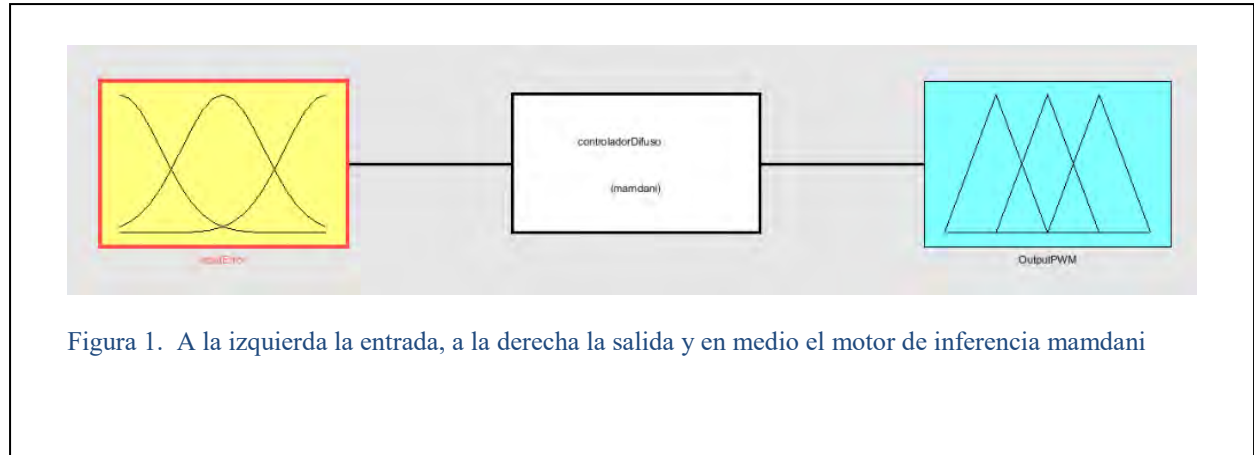 controladorDifuso
(mamdani)
inputError
OutputPWM
Figura 1. A la izquierda la entrada, a la derecha la salida y en medio el motor de inferencia mamdani